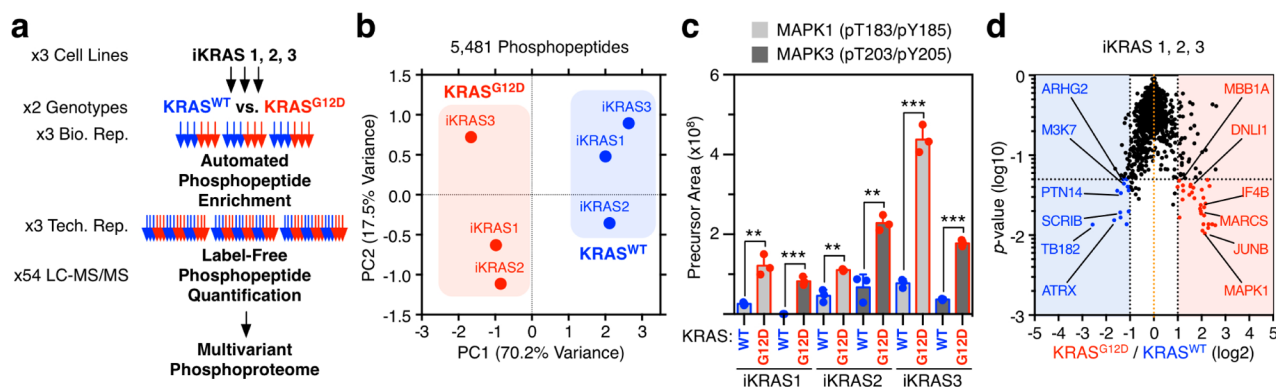 a
x3 Cell Lines
iKRAS 1, 2, 3
x2 Genotypes
KRASWT vs. KRASG12D
x3 Bio. Rep.
Automated
Phosphopeptide
Enrichment
x3 Tech. Rep.
Label-Free
Phosphopeptide
Quantification
x54 LC-MS/MS
Multivariant
Phosphoproteome
b
5,481 Phosphopeptides
PC2 (17.5% Variance)
1.5
1.0
0.5
0.0
-0.5
-1.0
-1.5
KRASG12D
iKRAS3
iKRAS1
iKRAS2
iKRAS3
iKRAS1
iKRAS2
KRASWT
-3 -2 -1 0 1 2 3
PC1 (70.2% Variance)
c
MAPK1 (pT183/pY185)
MAPK3 (pT203/pY205)
Precursor Area (x10⁸)
6
4
2
0
** *** ** ** *** ***
KRAS: WT G12D WT G12D WT G12D WT G12D WT G12D WT G12D
iKRAS1 iKRAS2 iKRAS3
d
iKRAS 1, 2, 3
p-value (log10)
-0
-1
-2
-3
ARHG2
M3K7
PTN14
SCRIB
TB182
ATRX
MBB1A
DNLI1
IF4B
MARCS
JUNB
MAPK1
-5 -4 -3 -2 -1 0 1 2 3 4 5
KRASG12D / KRASWT (log2)